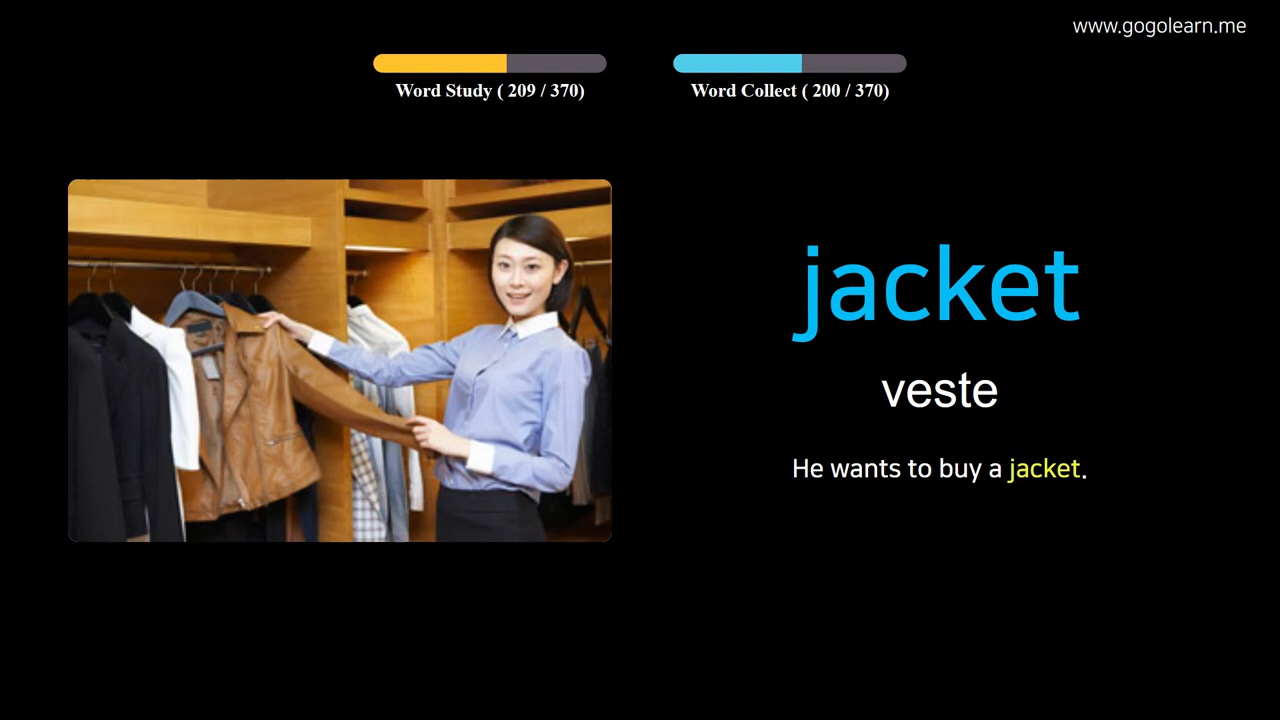 www.gogolearn.me
Word Study ( 209 / 370)
Word Collect ( 200 / 370)
jacket
veste
He wants to buy a jacket.